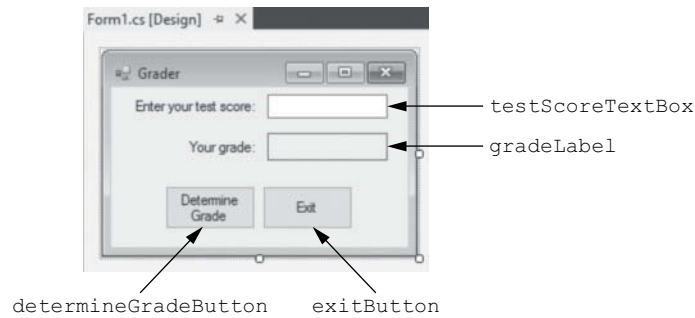 Form1.cs [Design]
Grader
Enter your test score:
testScoreTextBox
Your grade:
gradeLabel
Determine
Grade
Exit
determineGradeButton
exitButton